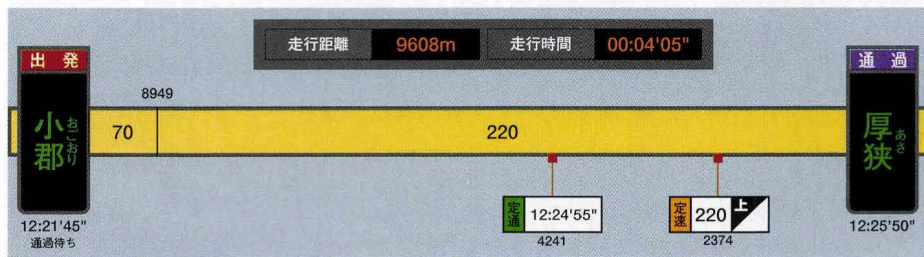 走行距離 9608m 走行時間 00:04'05"
出発
小郡
おごおり
12:21'45"
通過待ち
8949
70
220
定通 12:24'55"
4241
定速 220 上
2374
通過
厚狭
あさ
12:25'50"